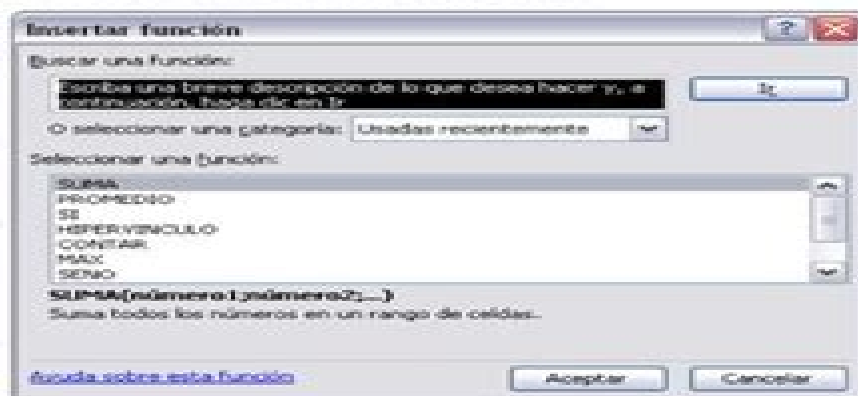 Insertar función
Buscar una función:
Escriba una breve descripción de lo que desea hacer y, a
continuación, haga clic en Ir
Ir
O seleccionar una categoría: Usadas recientemente
Seleccionar una función:
SUMA
PROMEDIO
SI
HIPERVINCULO
CONTAR
MAX
SENO
SUMA(número1;número2;...)
Suma todos los números en un rango de celdas.
Ayuda sobre esta función
Aceptar
Cancelar